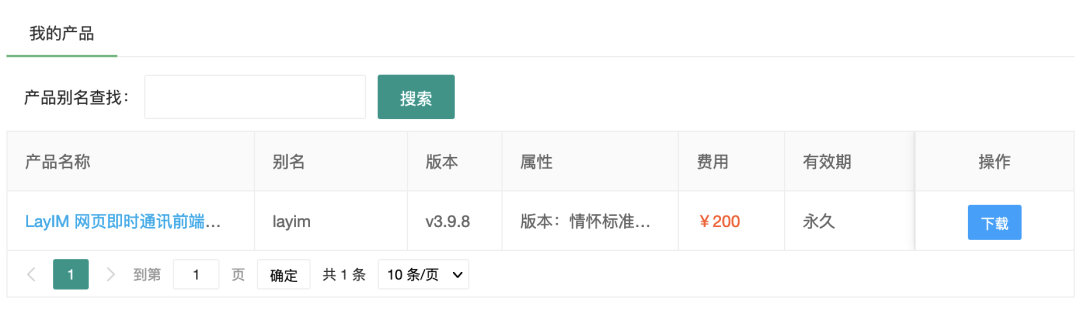 我的产品
产品别名查找： 搜索
产品名称 别名 版本 属性 费用 有效期 操作
LayIM 网页即时通讯前端... layim v3.9.8 版本：情怀标准... ￥200 永久 下载
1 到第 1 页 确定 共 1 条 10 条/页